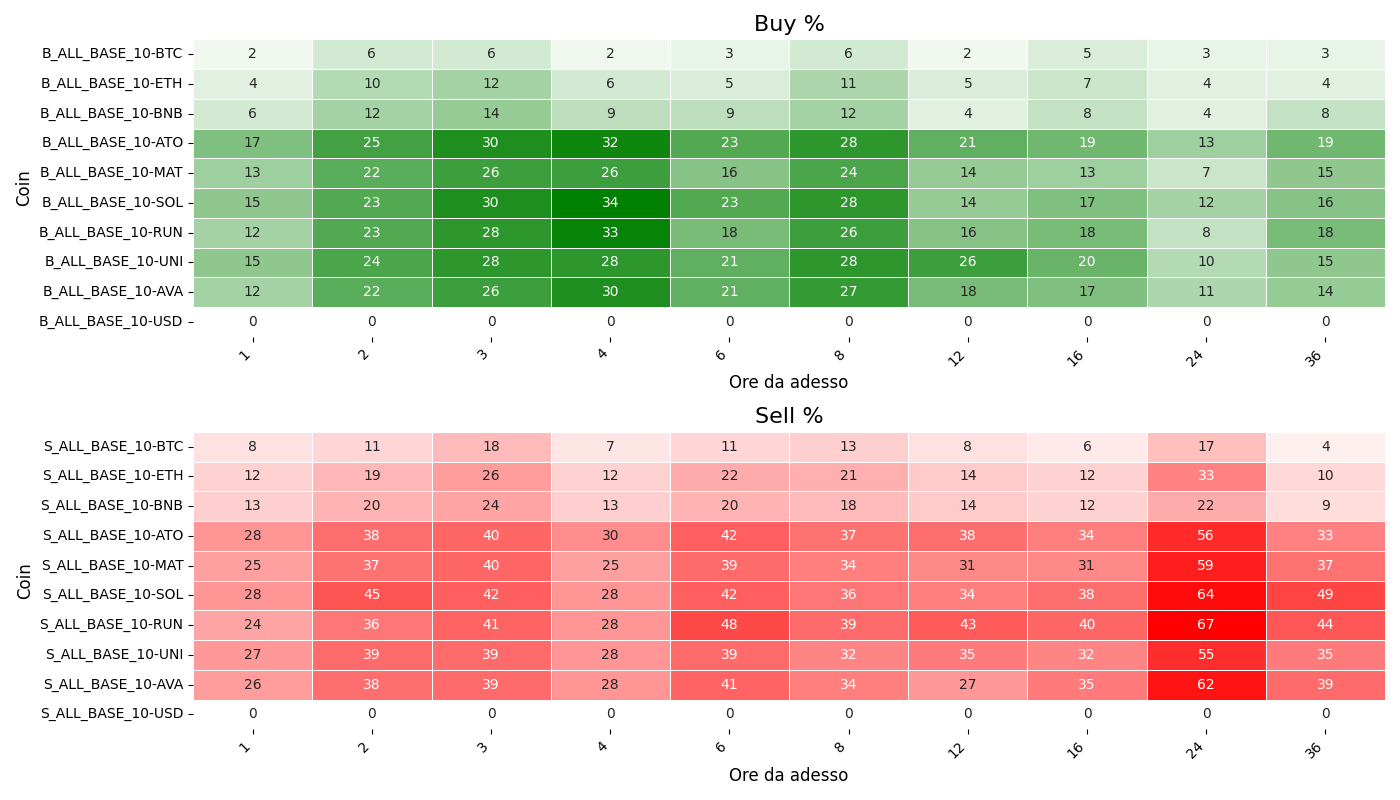 Buy %
B_ALL_BASE_10-BTC 2 6 6 2 3 6 2 5 3 3
B_ALL_BASE_10-ETH 4 10 12 6 5 11 5 7 4 4
B_ALL_BASE_10-BNB 6 12 14 9 9 12 4 8 4 8
B_ALL_BASE_10-ATO 17 25 30 32 23 28 21 19 13 19
B_ALL_BASE_10-MAT 13 22 26 26 16 24 14 13 7 15
B_ALL_BASE_10-SOL 15 23 30 34 23 28 14 17 12 16
B_ALL_BASE_10-RUN 12 23 28 33 18 26 16 18 8 18
B_ALL_BASE_10-UNI 15 24 28 28 21 28 26 20 10 15
B_ALL_BASE_10-AVA 12 22 26 30 21 27 18 17 11 14
B_ALL_BASE_10-USD 0 0 0 0 0 0 0 0 0 0
Coin
1 2 3 4 6 8 12 16 24 36
Ore da adesso
Sell %
S_ALL_BASE_10-BTC 8 11 18 7 11 13 8 6 17 4
S_ALL_BASE_10-ETH 12 19 26 12 22 21 14 12 33 10
S_ALL_BASE_10-BNB 13 20 24 13 20 18 14 12 22 9
S_ALL_BASE_10-ATO 28 38 40 30 42 37 38 34 56 33
S_ALL_BASE_10-MAT 25 37 40 25 39 34 31 31 59 37
S_ALL_BASE_10-SOL 28 45 42 28 42 36 34 38 64 49
S_ALL_BASE_10-RUN 24 36 41 28 48 39 43 40 67 44
S_ALL_BASE_10-UNI 27 39 39 28 39 32 35 32 55 35
S_ALL_BASE_10-AVA 26 38 39 28 41 34 27 35 62 39
S_ALL_BASE_10-USD 0 0 0 0 0 0 0 0 0 0
Coin
1 2 3 4 6 8 12 16 24 36
Ore da adesso